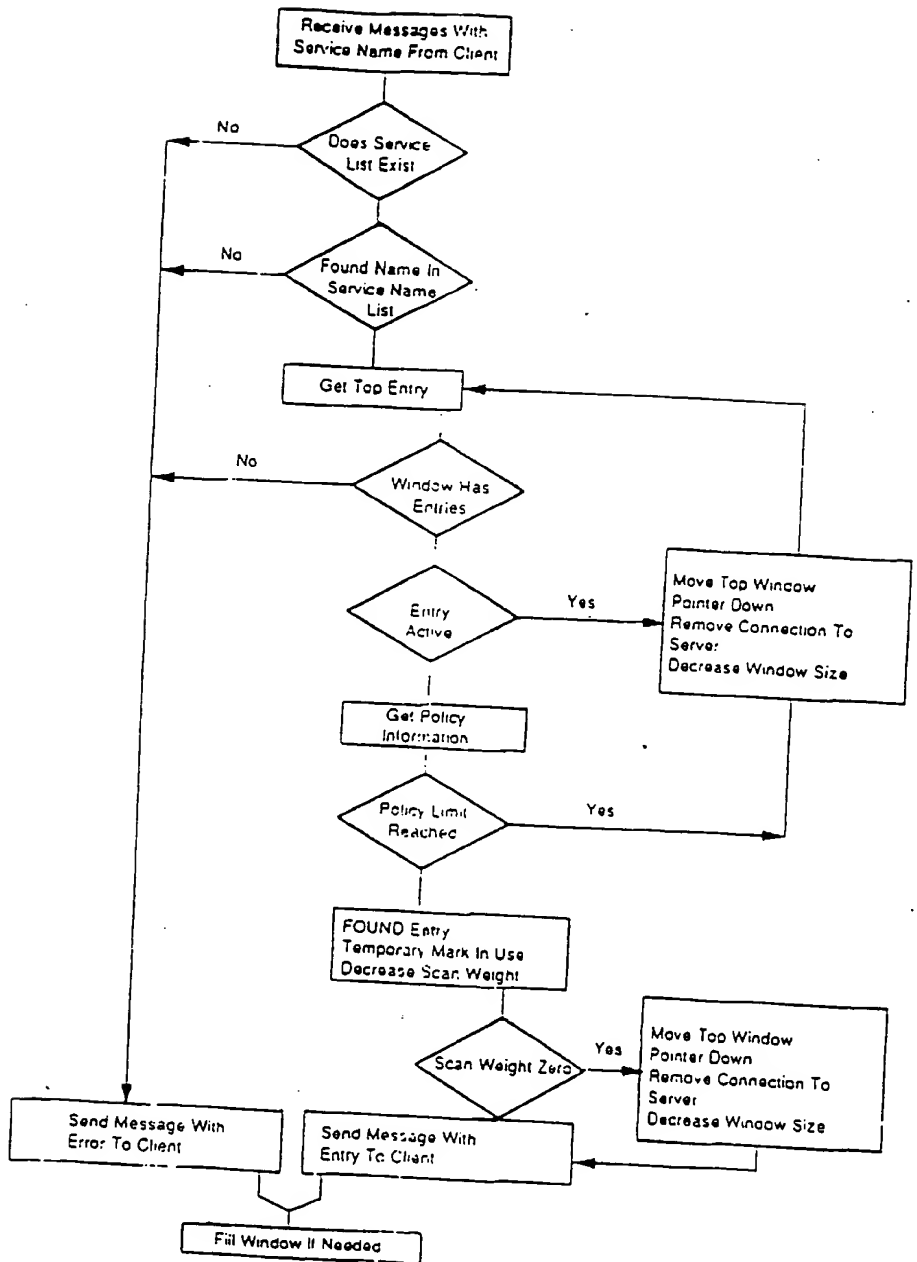 Receive Messages With
Service Name From Client
No
Does Service
List Exist
No
Found Name In
Service Name
List
Get Top Entry
No
Window Has
Entries
Entry
Active
Yes
Move Top Window
Pointer Down
Remove Connection To
Server
Decrease Window Size
Get Policy
Information
Policy Limit
Reached
Yes
FOUND Entry
Temporary Mark In Use
Decrease Scan Weight
Scan Weight Zero
Yes
Move Top Window
Pointer Down
Remove Connection To
Server
Decrease Window Size
Send Message With
Error To Client
Send Message With
Entry To Client
Fill Window If Needed